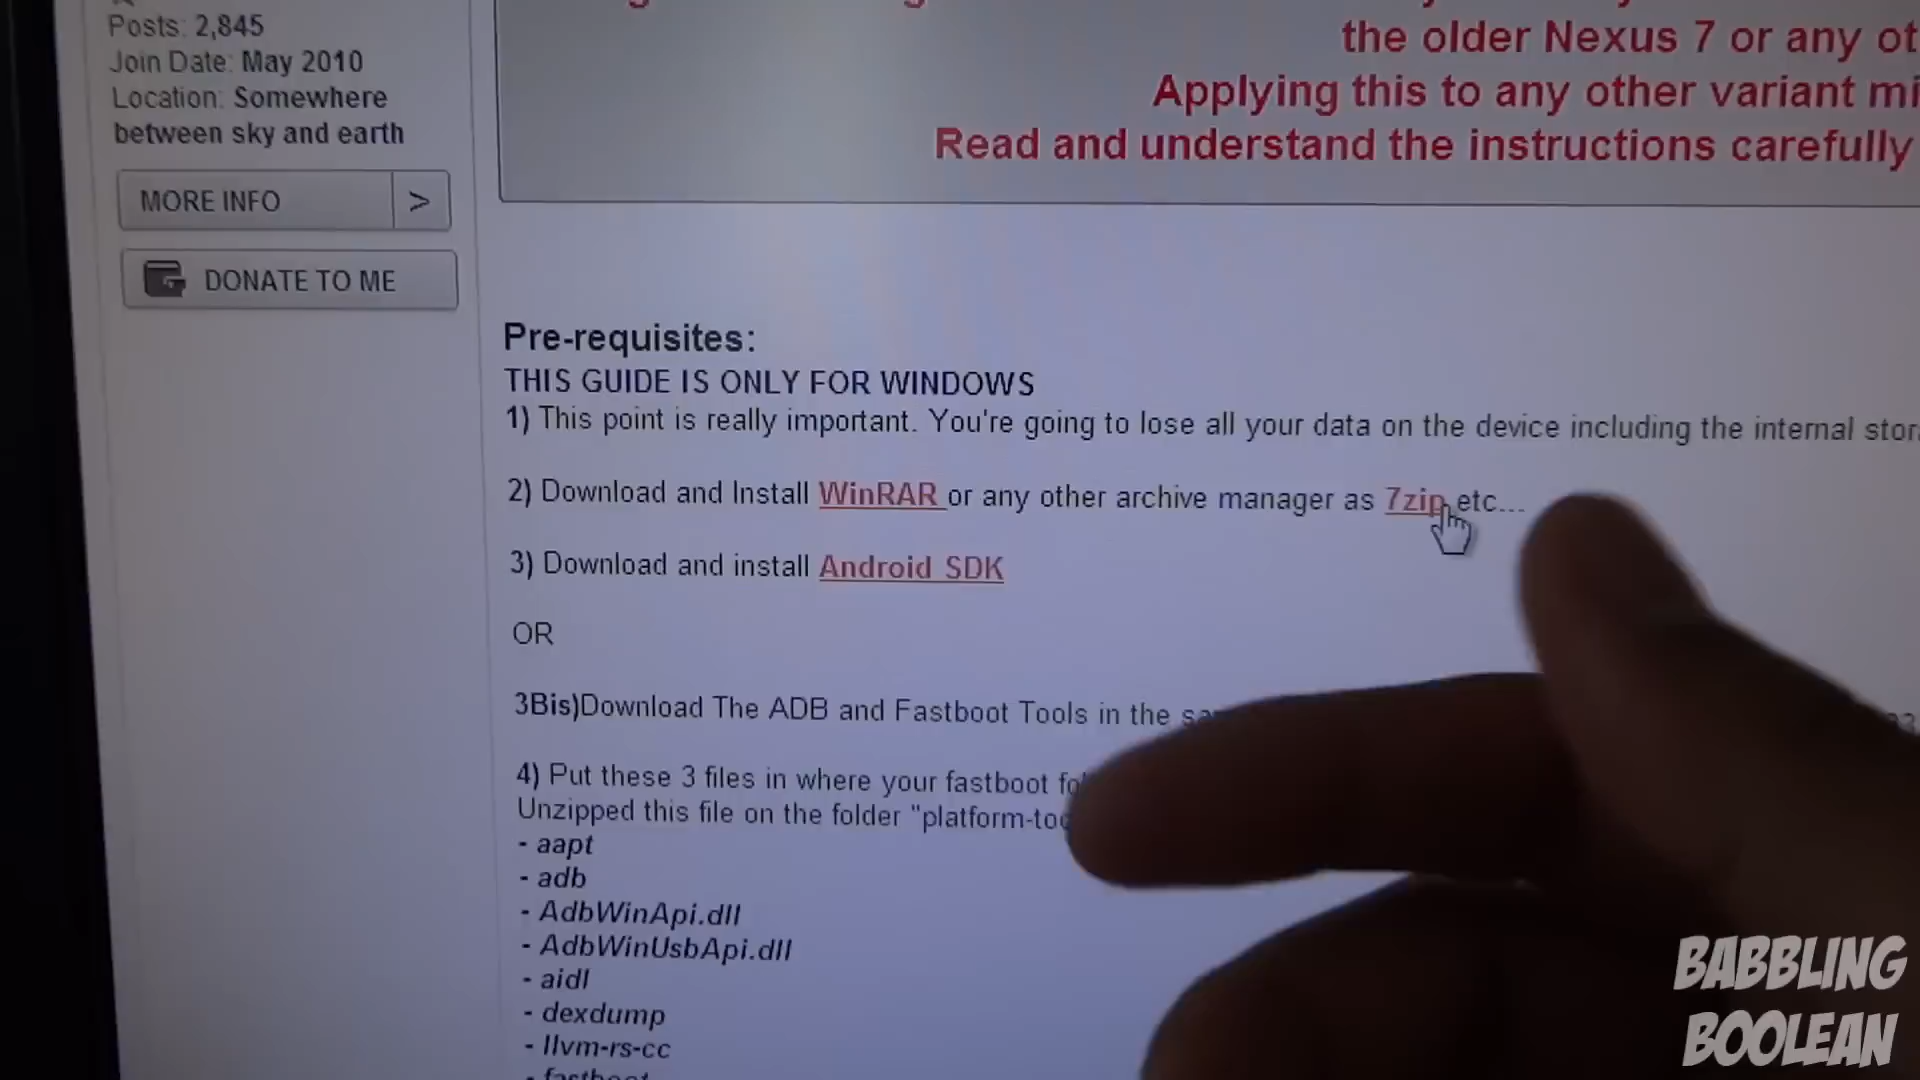 Posts: 2,845
Join Date: May 2010
Location: Somewhere
between sky and earth
MORE INFO >
DONATE TO ME
the older Nexus 7 or any ot
Applying this to any other variant mi
Read and understand the instructions carefully
Pre-requisites:
THIS GUIDE IS ONLY FOR WINDOWS
1) This point is really important. You're going to lose all your data on the device including the internal stor
2) Download and Install WinRAR or any other archive manager as 7zip etc...
3) Download and install Android SDK
OR
3Bis)Download The ADB and Fastboot Tools in the
4) Put these 3 files in where your fastboot fo
Unzipped this file on the folder "platform-too
- aapt
- adb
- AdbWinApi.dll
- AdbWinUsbApi.dll
- aidl
- dexdump
- llvm-rs-cc
- fastboot
BABBLING
BOOLEAN